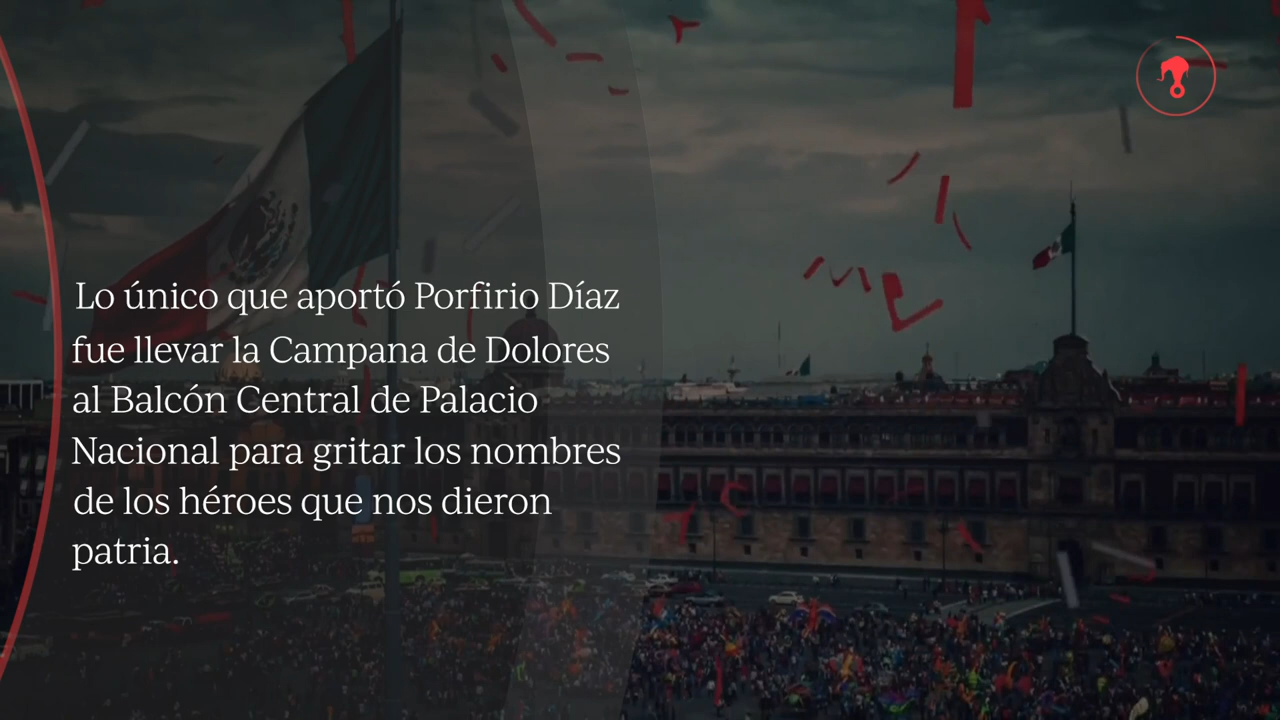 Lo único que aportó Porfirio Díaz
fue llevar la Campana de Dolores
al Balcón Central de Palacio
Nacional para gritar los nombres
de los héroes que nos dieron
patria.